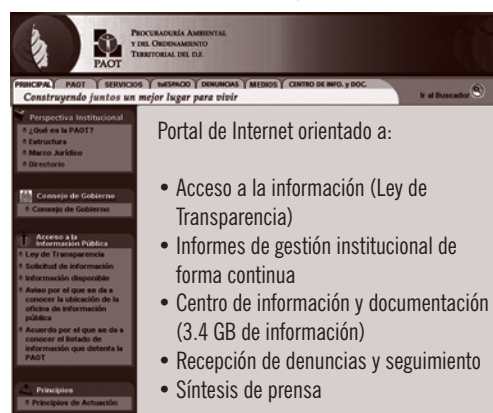 PROCURADURÍA AMBIENTAL
Y DEL ORDENAMIENTO
TERRITORIAL DEL D.F.
PAOT
PRINCIPAL
PAOT
SERVICIOS
tuESPACIO
DENUNCIAS
MEDIOS
CENTRO DE INFO. y DOC.
Construyendo juntos un mejor lugar para vivir
Ir al Buscador
Perspectiva Institucional
¿Qué es la PAOT?
Estructura
Marco Jurídico
Directorio
Consejo de Gobierno
Consejo de Gobierno
Acceso a la
Información Pública
Ley de Transparencia
Solicitud de información
Información disponible
Aviso por el que se da a
conocer la ubicación de la
oficina de información
pública
Acuerdo por el que se da a
conocer el listado de
información que detenta la
PAOT
Principios
Principios de Actuación
Portal de Internet orientado a:
• Acceso a la información (Ley de
Transparencia)
• Informes de gestión institucional de
forma continua
• Centro de información y documentación
(3.4 GB de información)
• Recepción de denuncias y seguimiento
• Síntesis de prensa